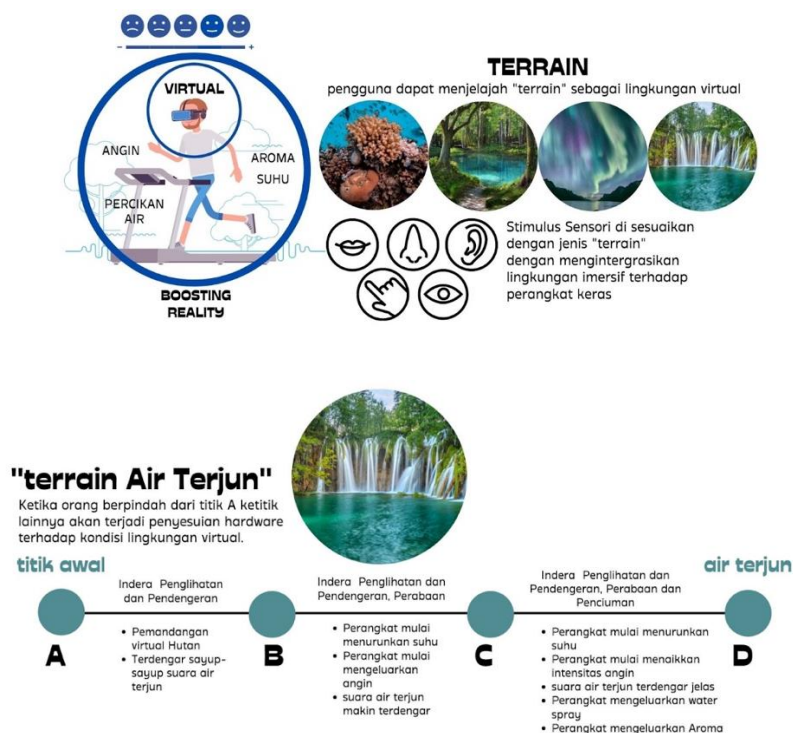 - +
VIRTUAL
ANGIN
AROMA
SUHU
PERCIKAN
AIR
BOOSTING
REALITY
TERRAIN
pengguna dapat menjelajah "terrain" sebagai lingkungan virtual
Stimulus Sensori di sesuaikan
dengan jenis "terrain"
dengan mengintergrasikan
lingkungan imersif terhadap
perangkat keras
"terrain Air Terjun"
Ketika orang berpindah dari titik A ketitik
lainnya akan terjadi penyesuian hardware
terhadap kondisi lingkungan virtual.
titik awal
air terjun
A
Indera Penglihatan
dan Pendengeran
• Pemandangan
virtual Hutan
• Terdengar sayup-
sayup suara air
terjun
B
Indera Penglihatan dan
Pendengeran, Perabaan
• Perangkat mulai
menurunkan suhu
• Perangkat mulai
mengeluarkan
angin
• suara air terjun
makin terdengar
C
Indera Penglihatan dan
Pendengeran, Perabaan dan
Penciuman
• Perangkat mulai menurunkan
suhu
• Perangkat mulai menaikkan
intensitas angin
• suara air terjun terdengar jelas
• Perangkat mengeluarkan water
spray
• Perangkat mengeluarkan Aroma
D